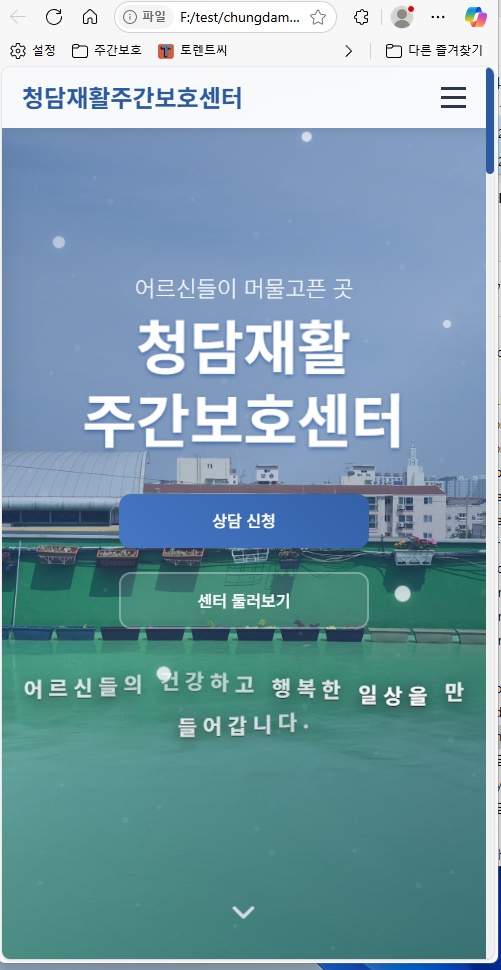 파일
F:/test/chungdam...
설정
주간보호
토렌트씨
다른 즐겨찾기
청담재활주간보호센터
어르신들이 머물고픈 곳
청담재활
주간보호센터
상담 신청
센터 둘러보기
어르신들의 건강하고 행복한 일상을 만
들어갑니다.